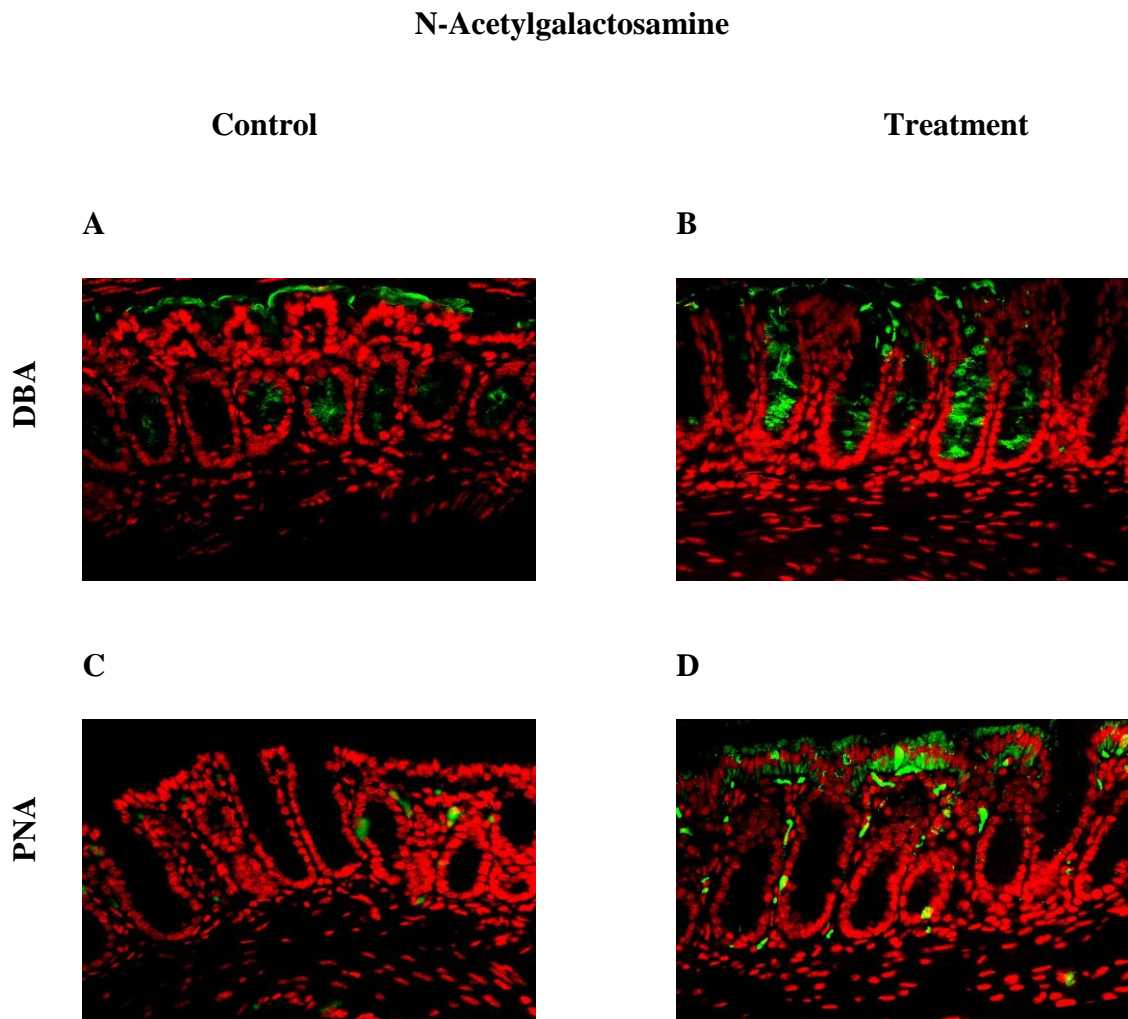 N-Acetylgalactosamine
Control Treatment
A B
DBA
C D
PNA